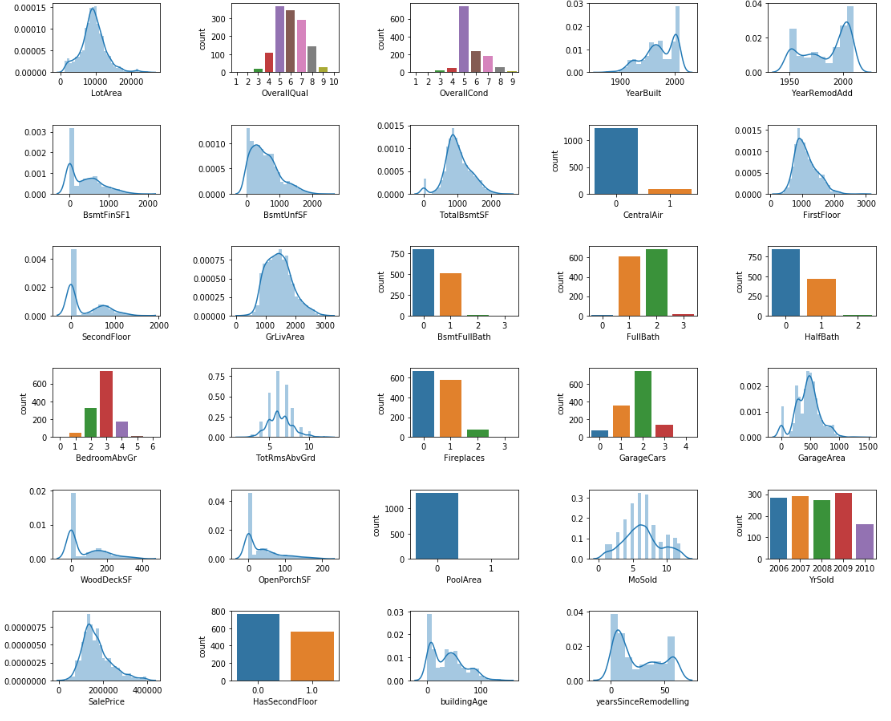 0.00015
0.00010
0.00005
0.00000
0 10000 20000
LotArea
count
300
200
100
0
1 2 3 4 5 6 7 8 9 10
OverallQual
count
600
400
200
0
1 2 3 4 5 6 7 8 9
OverallCond
0.03
0.02
0.01
0.00
1900 2000
YearBuilt
0.04
0.02
0.00
1950 2000
YearRemodAdd
0.003
0.002
0.001
0.000
0 1000 2000
BsmtFinSF1
0.0010
0.0005
0.0000
0 1000 2000
BsmtUnfSF
0.0015
0.0010
0.0005
0.0000
0 1000 2000
TotalBsmtSF
count
1000
500
0
0 1
CentralAir
0.0015
0.0010
0.0005
0.0000
0 1000 2000 3000
FirstFloor
0.004
0.002
0.000
0 1000 2000
SecondFloor
0.00075
0.00050
0.00025
0.00000
0 1000 2000 3000
GrLivArea
count
750
500
250
0
0 1 2 3
BsmtFullBath
count
600
400
200
0
0 1 2 3
FullBath
count
750
500
250
0
0 1 2
HalfBath
count
600
400
200
0
0 1 2 3 4 5 6
BedroomAbvGr
0.75
0.50
0.25
0.00
5 10
TotRmsAbvGrd
count
600
400
200
0
0 1 2 3
Fireplaces
count
600
400
200
0
0 1 2 3 4
GarageCars
0.002
0.001
0.000
0 500 1000 1500
GarageArea
0.02
0.01
0.00
0 200 400
WoodDeckSF
0.04
0.02
0.00
0 100 200
OpenPorchSF
count
1000
500
0
0 1
PoolArea
0.3
0.2
0.1
0.0
0 5 10
MoSold
count
300
200
100
0
2006 2007 2008 2009 2010
YrSold
0.0000075
0.0000050
0.0000025
0.0000000
0 200000 400000
SalePrice
count
800
600
400
200
0
0.0 1.0
HasSecondFloor
0.03
0.02
0.01
0.00
0 100
buildingAge
0.04
0.02
0.00
0 50
yearsSinceRemodelling